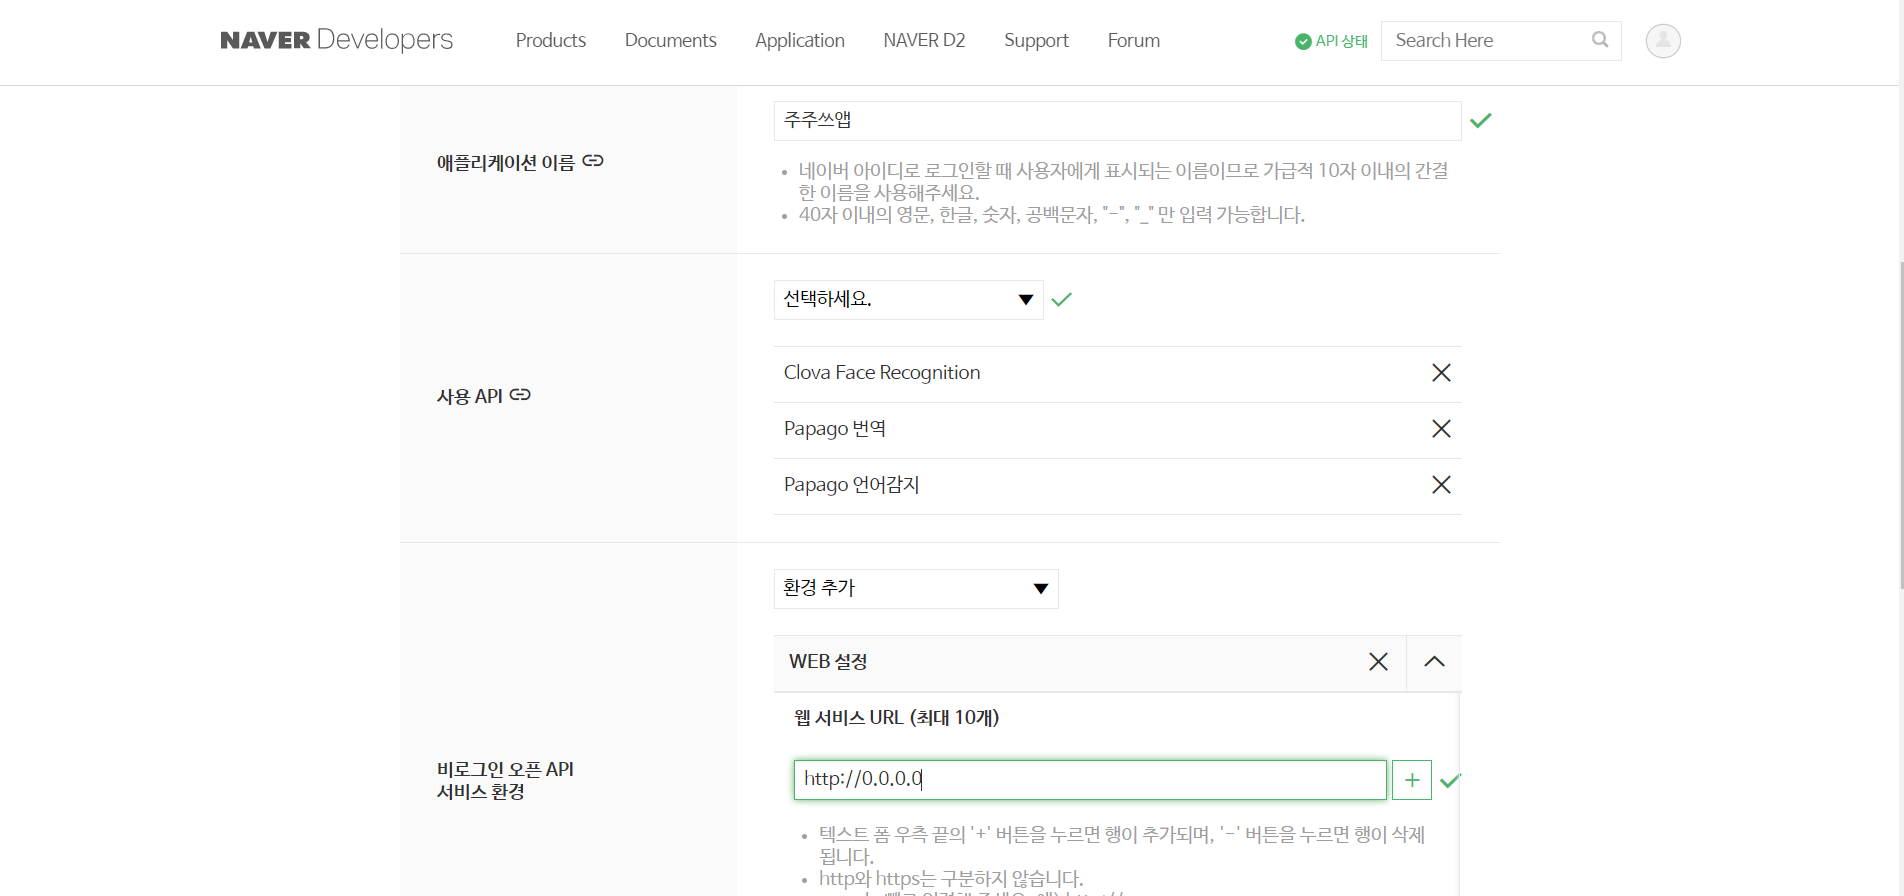 NAVER Developers
Products
Documents
Application
NAVER D2
Support
Forum
API 상태
Search Here
주주쓰앱
애플리케이션 이름
네이버 아이디로 로그인할 때 사용자에게 표시되는 이름이므로 가급적 10자 이내의 간결
한 이름을 사용해주세요.
40자 이내의 영문, 한글, 숫자, 공백문자, "-", "_" 만 입력 가능합니다.
선택하세요.
사용 API
Clova Face Recognition
Papago 번역
Papago 언어감지
환경 추가
WEB 설정
웹 서비스 URL (최대 10개)
비로그인 오픈 API
서비스 환경
http://0.0.0.0
텍스트 폼 우측 끝의 '+' 버튼을 누르면 행이 추가되며, '-' 버튼을 누르면 행이 삭제
됩니다.
http와 https는 구분하지 않습니다.